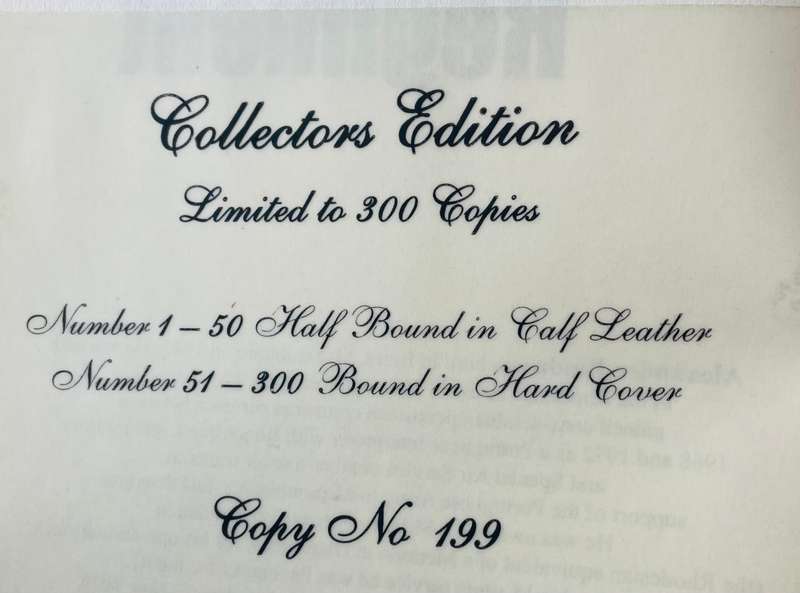 Collectors Edition
Limited to 300 Copies
Number 1 – 50 Half Bound in Calf Leather
Number 51 – 300 Bound in Hard Cover
Copy No 199